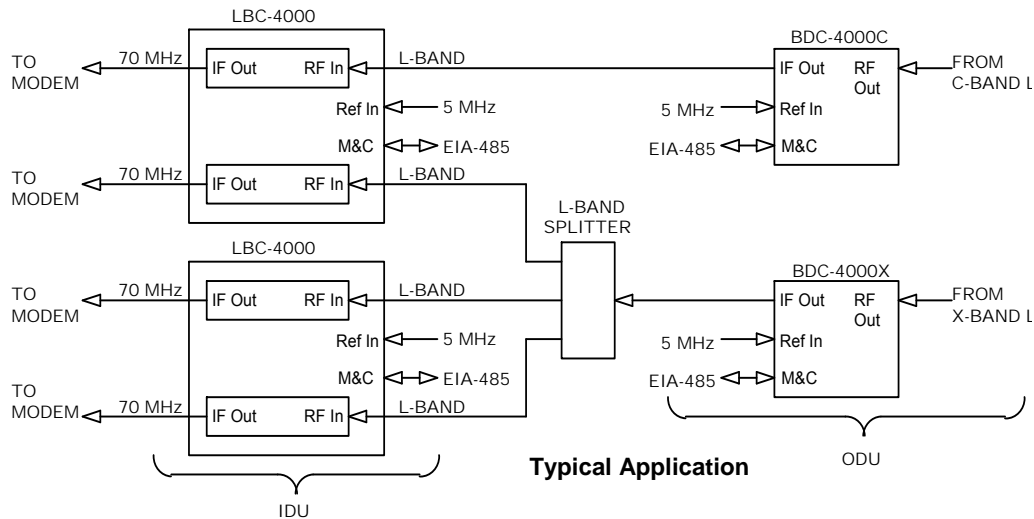 LBC-4000
TO
MODEM
70 MHz
IF Out
RF In
L-BAND
Ref In
5 MHz
M&C
EIA-485
TO
MODEM
70 MHz
IF Out
RF In
L-BAND
BDC-4000C
IF Out
RF
Out
FROM
C-BAND L
5 MHz
Ref In
EIA-485
M&C
L-BAND
SPLITTER
LBC-4000
TO
MODEM
70 MHz
IF Out
RF In
L-BAND
Ref In
5 MHz
M&C
EIA-485
TO
MODEM
70 MHz
IF Out
RF In
L-BAND
BDC-4000X
IF Out
RF
Out
FROM
X-BAND L
5 MHz
Ref In
EIA-485
M&C
Typical Application
IDU
ODU